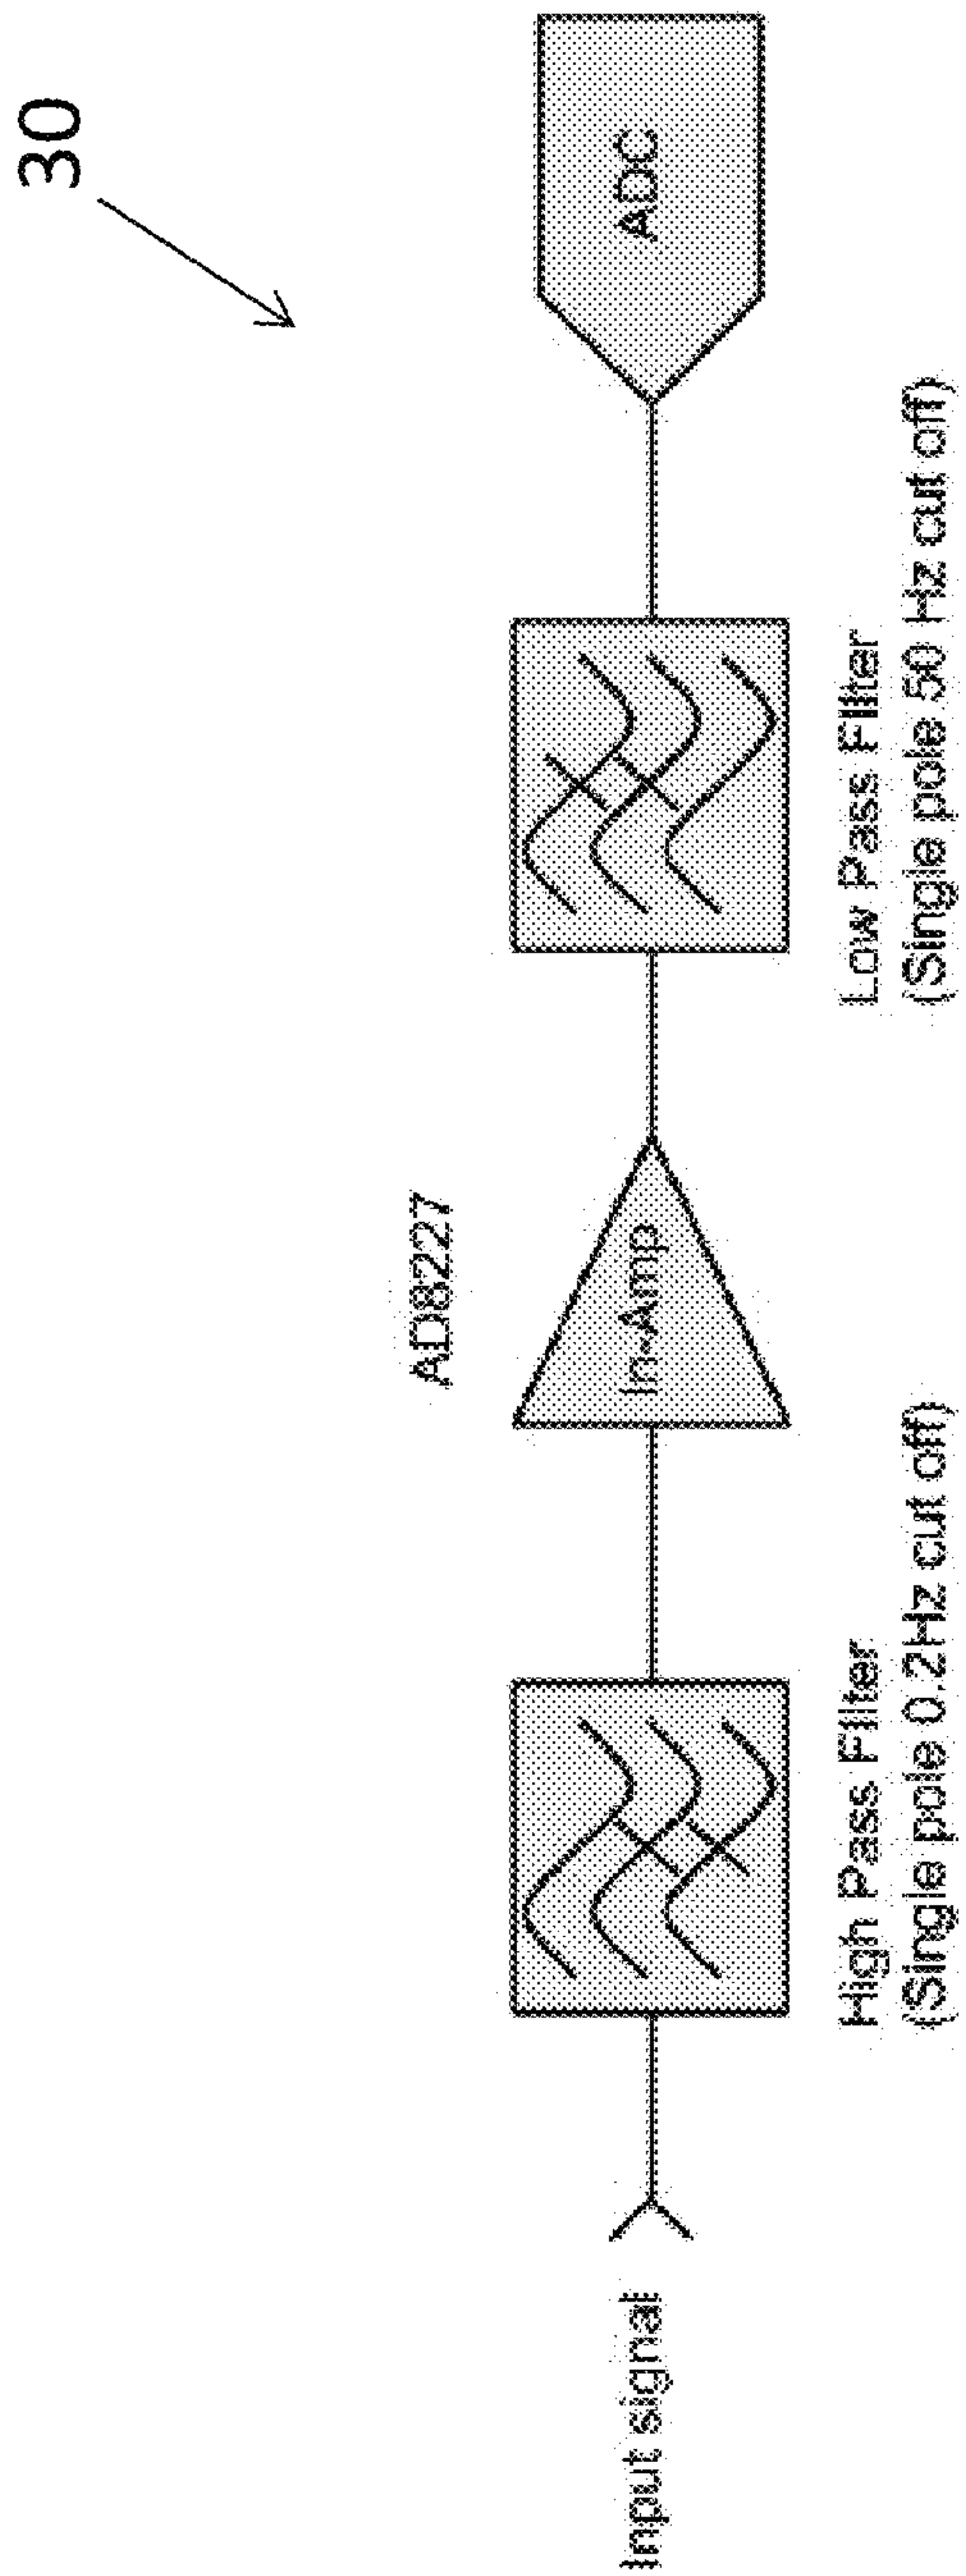 30
Input signal
High Pass Filter
(Single pole 0.2Hz cut off)
AD8227
In-Amp
Low Pass Filter
(Single pole 50 Hz cut off)
ADC